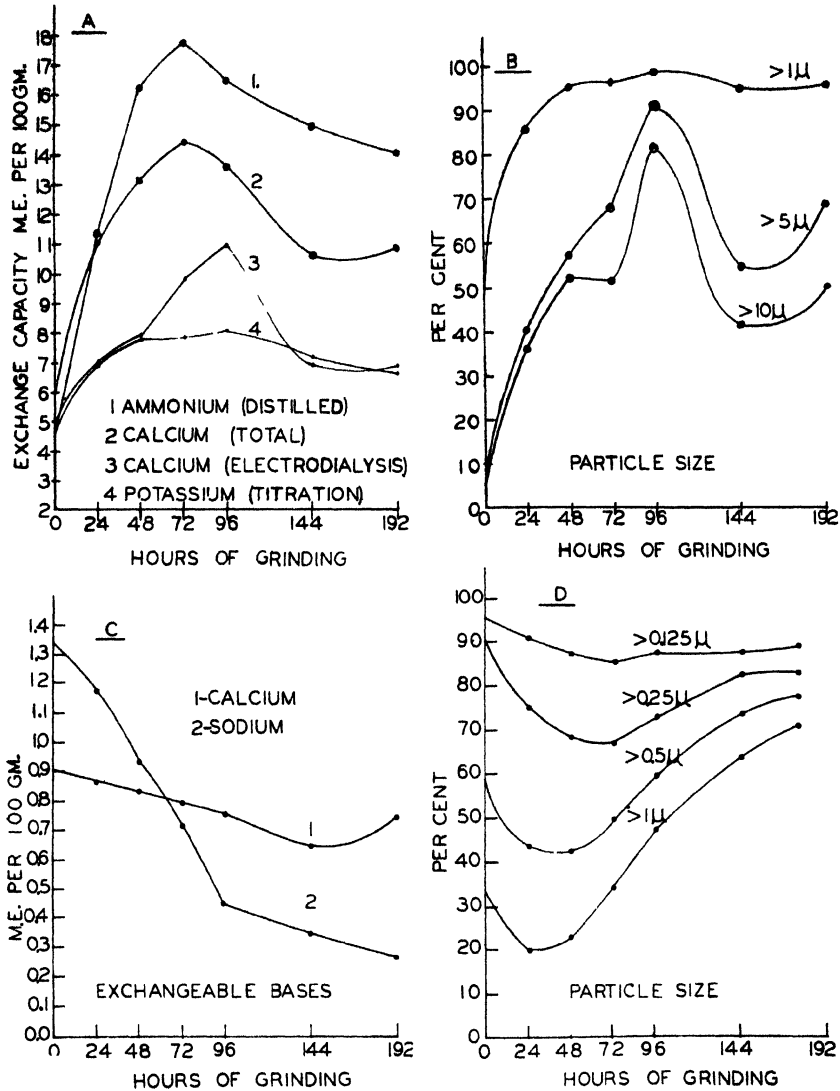 A
18
17
16
15
14
13
12
11
10
9
8
7
6
5
4
3
2
EXCHANGE CAPACITY M.E. PER 100GM.
1.
2
3
4
1 AMMONIUM (DISTILLED)
2 CALCIUM (TOTAL)
3 CALCIUM (ELECTRODIALYSIS)
4 POTASSIUM (TITRATION)
0 24 48 72 96 144 192
HOURS OF GRINDING
B
100
90
80
70
60
50
40
30
20
10
0
PER CENT
>1μ
>5μ
>10μ
PARTICLE SIZE
0 24 48 72 96 144 192
HOURS OF GRINDING
C
1.4
1.3
1.2
1.1
1.0
0.9
0.8
0.7
0.6
0.5
0.4
0.3
0.2
0.1
0.0
M.E. PER 100 GM.
1-CALCIUM
2-SODIUM
1
2
EXCHANGEABLE BASES
0 24 48 72 96 144 192
HOURS OF GRINDING
D
100
90
80
70
60
50
40
30
20
10
0
PER CENT
>0.125μ
>0.25μ
>0.5μ
>1μ
PARTICLE SIZE
0 24 48 72 96 144 192
HOURS OF GRINDING